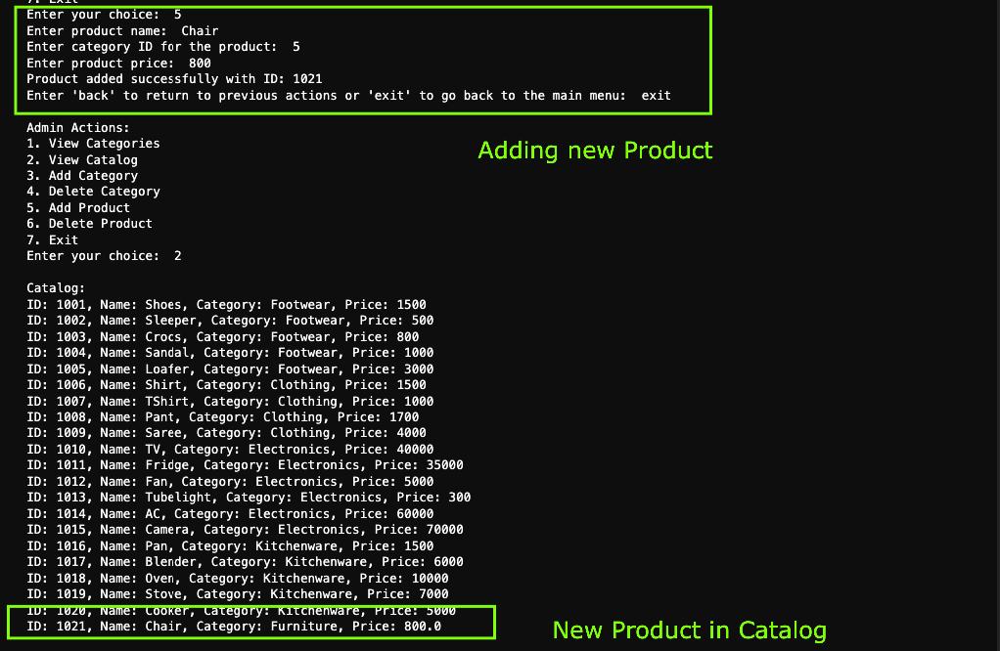 7. Exit
Enter your choice:  5
Enter product name:  Chair
Enter category ID for the product:  5
Enter product price:  800
Product added successfully with ID: 1021
Enter 'back' to return to previous actions or 'exit' to go back to the main menu:  exit
Admin Actions:
1. View Categories
Adding new Product
2. View Catalog
3. Add Category
4. Delete Category
5. Add Product
6. Delete Product
7. Exit
Enter your choice:  2
Catalog:
ID: 1001, Name: Shoes, Category: Footwear, Price: 1500
ID: 1002, Name: Sleeper, Category: Footwear, Price: 500
ID: 1003, Name: Crocs, Category: Footwear, Price: 800
ID: 1004, Name: Sandal, Category: Footwear, Price: 1000
ID: 1005, Name: Loafer, Category: Footwear, Price: 3000
ID: 1006, Name: Shirt, Category: Clothing, Price: 1500
ID: 1007, Name: TShirt, Category: Clothing, Price: 1000
ID: 1008, Name: Pant, Category: Clothing, Price: 1700
ID: 1009, Name: Saree, Category: Clothing, Price: 4000
ID: 1010, Name: TV, Category: Electronics, Price: 40000
ID: 1011, Name: Fridge, Category: Electronics, Price: 35000
ID: 1012, Name: Fan, Category: Electronics, Price: 5000
ID: 1013, Name: Tubelight, Category: Electronics, Price: 300
ID: 1014, Name: AC, Category: Electronics, Price: 60000
ID: 1015, Name: Camera, Category: Electronics, Price: 70000
ID: 1016, Name: Pan, Category: Kitchenware, Price: 1500
ID: 1017, Name: Blender, Category: Kitchenware, Price: 6000
ID: 1018, Name: Oven, Category: Kitchenware, Price: 10000
ID: 1019, Name: Stove, Category: Kitchenware, Price: 7000
ID: 1020, Name: Cooker, Category: Kitchenware, Price: 5000
ID: 1021, Name: Chair, Category: Furniture, Price: 800.0
New Product in Catalog